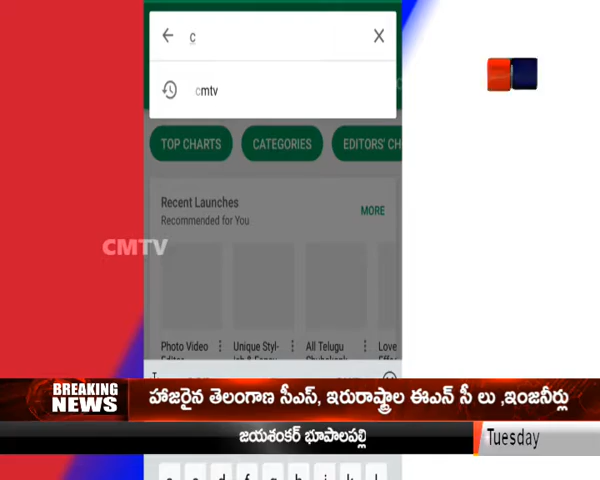 c
cmtv
TOP CHARTS
CATEGORIES
EDITORS' CH
Recent Launches
Recommended for You
MORE
CMTV
Photo Video
Unique Styl-
All Telugu
Love
BREAKING NEWS
హాజరైన తెలంగాణ సీఎస్, ఇరురాష్ట్రాల ఈఎన్ సీ లు ,ఇంజనీర్లు
జయశంకర్ భూపాలపల్లి
Tuesday